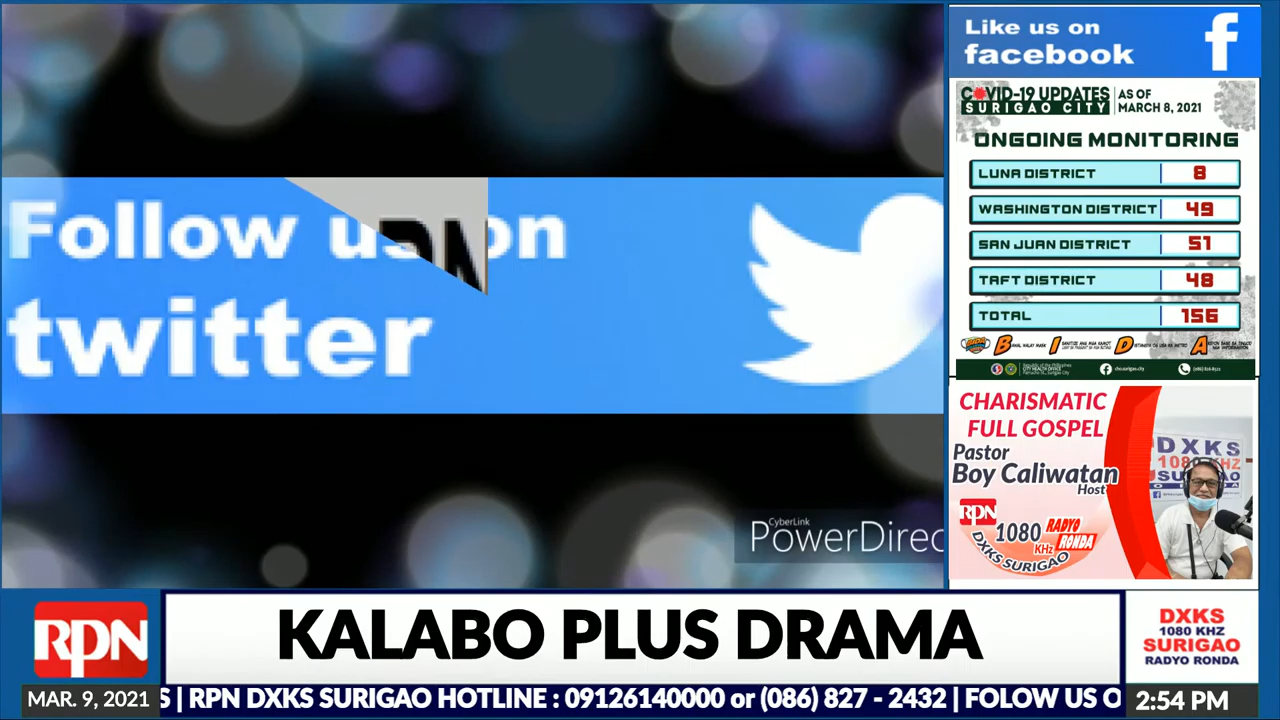 Follow us on
twitter
CyberLink
PowerDirec
Like us on
facebook
f
COVID-19 UPDATES
SURIGAO CITY
AS OF
MARCH 8, 2021
ONGOING MONITORING
LUNA DISTRICT 8
WASHINGTON DISTRICT 49
SAN JUAN DISTRICT 51
TAFT DISTRICT 48
TOTAL 156
B I D A
CHARISMATIC
FULL GOSPEL
Pastor
Boy Caliwatan
Host
RPN
1080 KHz
RADYO
RONDA
DXKS SURIGAO
DXKS
1080 KHZ
SURIGAO
RPN
KALABO PLUS DRAMA
DXKS
1080 KHZ
SURIGAO
RADYO RONDA
MAR. 9, 2021
S | RPN DXKS SURIGAO HOTLINE : 09126140000 or (086) 827 - 2432 | FOLOW US O
2:54 PM